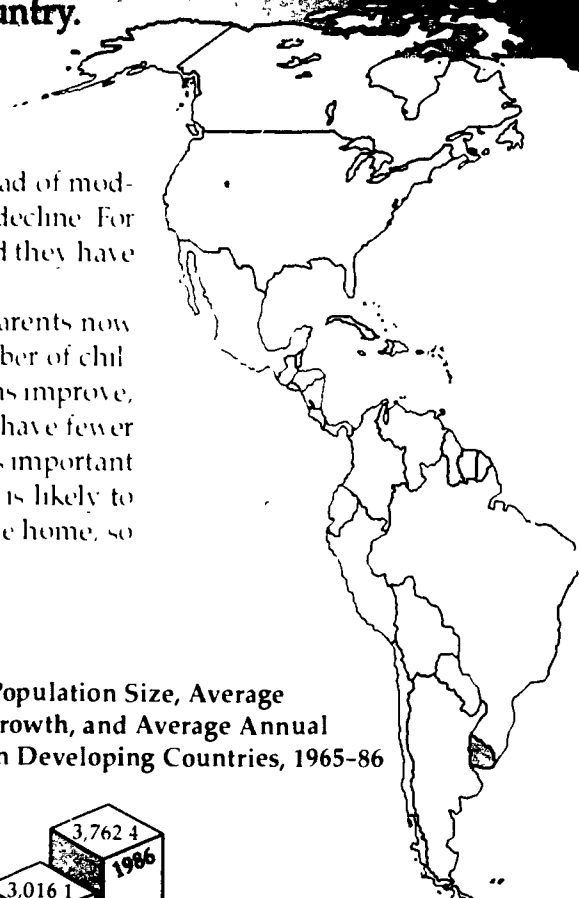 untry.
ad of mod-
decline. For
d they have
arents now
ber of chil-
ns improve,
have fewer
s important
is likely to
e home, so
Population Size, Average
rowth, and Average Annual
n Developing Countries, 1965-86
3,762 4
1986
3,016 1